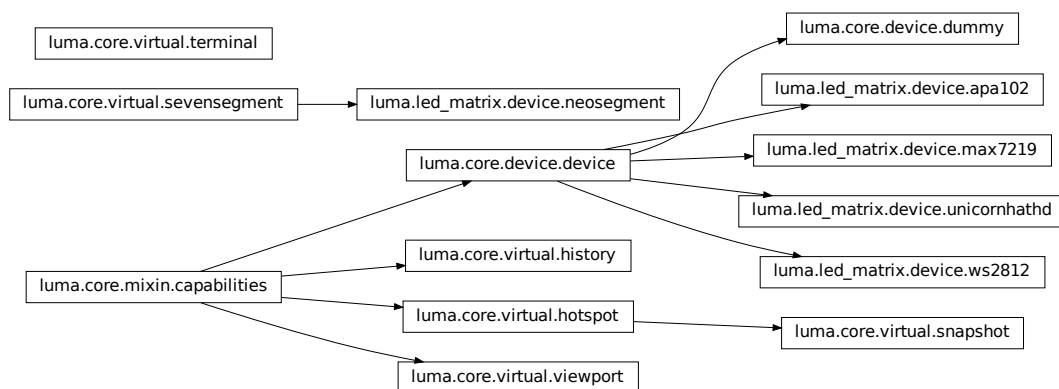 luma.core.virtual.terminal
luma.core.virtual.sevensegment
luma.led_matrix.device.neosegment
luma.core.device.dummy
luma.led_matrix.device.apa102
luma.core.device.device
luma.led_matrix.device.max7219
luma.led_matrix.device.unicornhathd
luma.led_matrix.device.ws2812
luma.core.mixin.capabilities
luma.core.virtual.history
luma.core.virtual.hotspot
luma.core.virtual.snapshot
luma.core.virtual.viewport